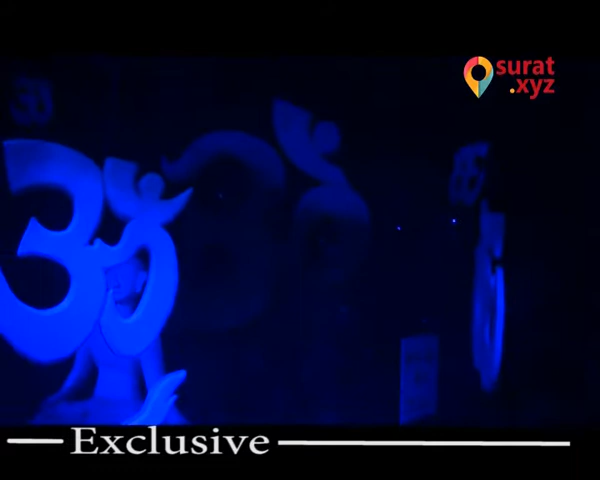 surat
.xyz
ॐ
ॐ
Exclusive